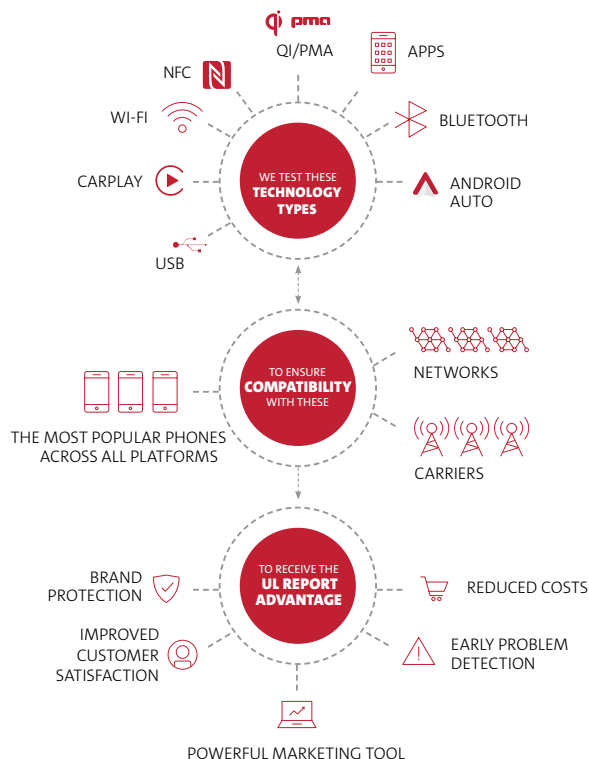 qi pma
QI/PMA
APPS
NFC
WI-FI
BLUETOOTH
CARPLAY
ANDROID
AUTO
USB
WE TEST THESE
TECHNOLOGY
TYPES
TO ENSURE
COMPATIBILITY
WITH THESE
NETWORKS
THE MOST POPULAR PHONES
ACROSS ALL PLATFORMS
CARRIERS
TO RECEIVE THE
UL REPORT
ADVANTAGE
BRAND
PROTECTION
REDUCED COSTS
IMPROVED
CUSTOMER
SATISFACTION
EARLY PROBLEM
DETECTION
POWERFUL MARKETING TOOL